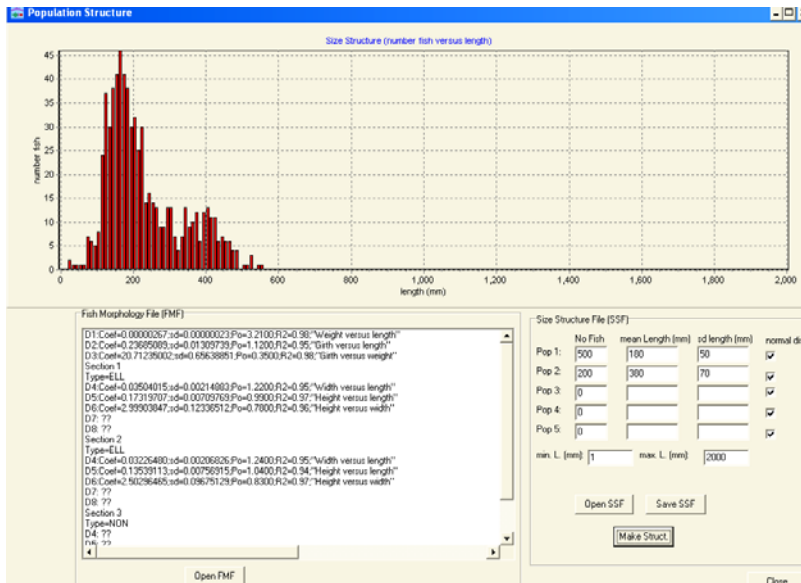 Population Structure
Size Structure (number fish versus length)
45
40
35
30
25
20
15
10
5
0
number fish
0 200 400 600 800 1,000 1,200 1,400 1,600 1,800 2,000
length (mm)
Fish Morphology File (FMF)
D1:Coef=0.00000267;sd=0.00000023;Po=3.2100;R2=0.98;"Weight versus length"
D2:Coef=0.23685089;sd=0.01309739;Po=1.1200;R2=0.95;"Girth versus length"
D3:Coef=20.71235002;sd=0.65638851;Po=0.3500;R2=0.98;"Girth versus weight"
Section 1
Type=ELL
D4:Coef=0.03504015;sd=0.00214883;Po=1.2200;R2=0.95;"Width versus length"
D5:Coef=0.17319707;sd=0.00709769;Po=0.9900;R2=0.97;"Height versus length"
D6:Coef=2.99903847;sd=0.12336512;Po=0.7800;R2=0.96;"Height versus width"
D7: ??
D8: ??
Section 2
Type=ELL
D4:Coef=0.03226480;sd=0.00206826;Po=1.2400;R2=0.95;"Width versus length"
D5:Coef=0.13539113;sd=0.00756915;Po=1.0400;R2=0.94;"Height versus length"
D6:Coef=2.50296465;sd=0.09675129;Po=0.8300;R2=0.97;"Height versus width"
D7: ??
D8: ??
Section 3
Type=NON
D4: ??
D5: ??
Open FMF
Size Structure File (SSF)
No Fish mean Length (mm) sd length (mm) normal di
Pop 1: 500 180 50
Pop 2: 200 380 70
Pop 3: 0
Pop 4: 0
Pop 5: 0
min. L. (mm): 1 max. L. (mm): 2000
Open SSF Save SSF
Make Struct.
Close